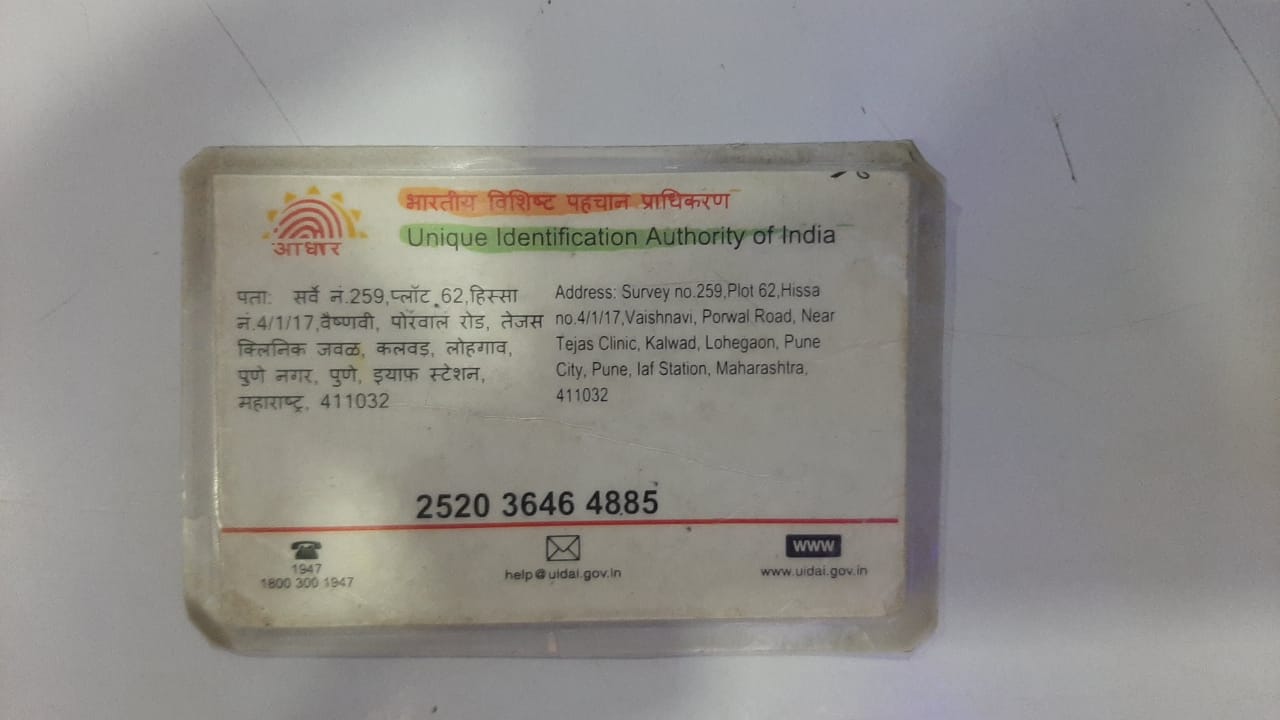 भारतीय विशिष्ट पहचान प्राधिकरण
Unique Identification Authority of India
आधार
पता: सर्वे नं.259,प्लॉट 62,हिस्सा
नं.4/1/17,वैष्णवी, पोरवाल रोड, तेजस
क्लिनिक जवळ, कलवड, लोहगाव,
पुणे नगर, पुणे, इयाफ स्टेशन,
महाराष्ट्र, 411032
Address: Survey no.259,Plot 62,Hissa
no.4/1/17,Vaishnavi, Porwal Road, Near
Tejas Clinic, Kalwad, Lohegaon, Pune
City, Pune, Iaf Station, Maharashtra,
411032
2520 3646 4885
1947
1800 300 1947
help@uidai.gov.in
www
www.uidai.gov.in